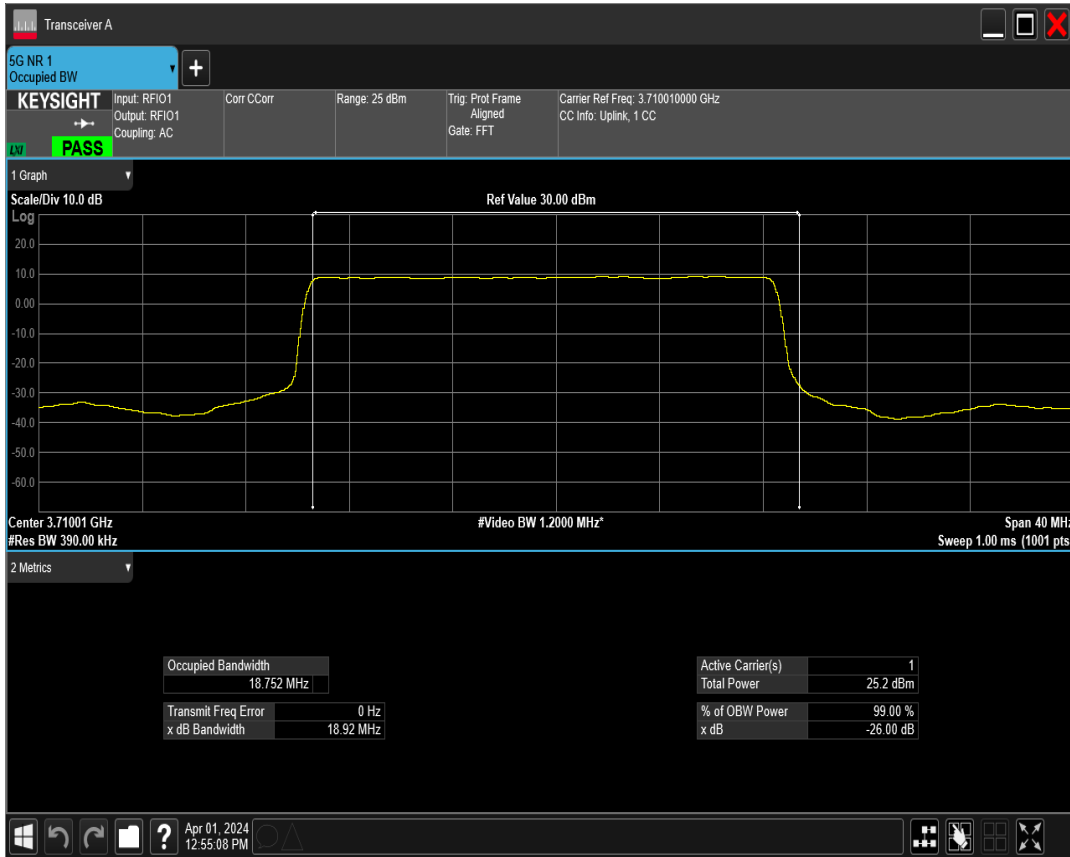 Transceiver A
5G NR 1
Occupied BW
+
KEYSIGHT
LXI
PASS
Input: RFIO1
Output: RFIO1
Coupling: AC
Corr CCorr
Range: 25 dBm
Trig: Prot Frame
Aligned
Gate: FFT
Carrier Ref Freq: 3.710010000 GHz
CC Info: Uplink, 1 CC
1 Graph
Scale/Div 10.0 dB
Ref Value 30.00 dBm
Log
20.0
10.0
0.00
-10.0
-20.0
-30.0
-40.0
-50.0
-60.0
Center 3.71001 GHz
#Video BW 1.2000 MHz*
Span 40 MHz
#Res BW 390.00 kHz
Sweep 1.00 ms (1001 pts
2 Metrics
Occupied Bandwidth
18.752 MHz
Transmit Freq Error 0 Hz
x dB Bandwidth 18.92 MHz
Active Carrier(s) 1
Total Power 25.2 dBm
% of OBW Power 99.00 %
x dB -26.00 dB
?
Apr 01, 2024
12:55:08 PM